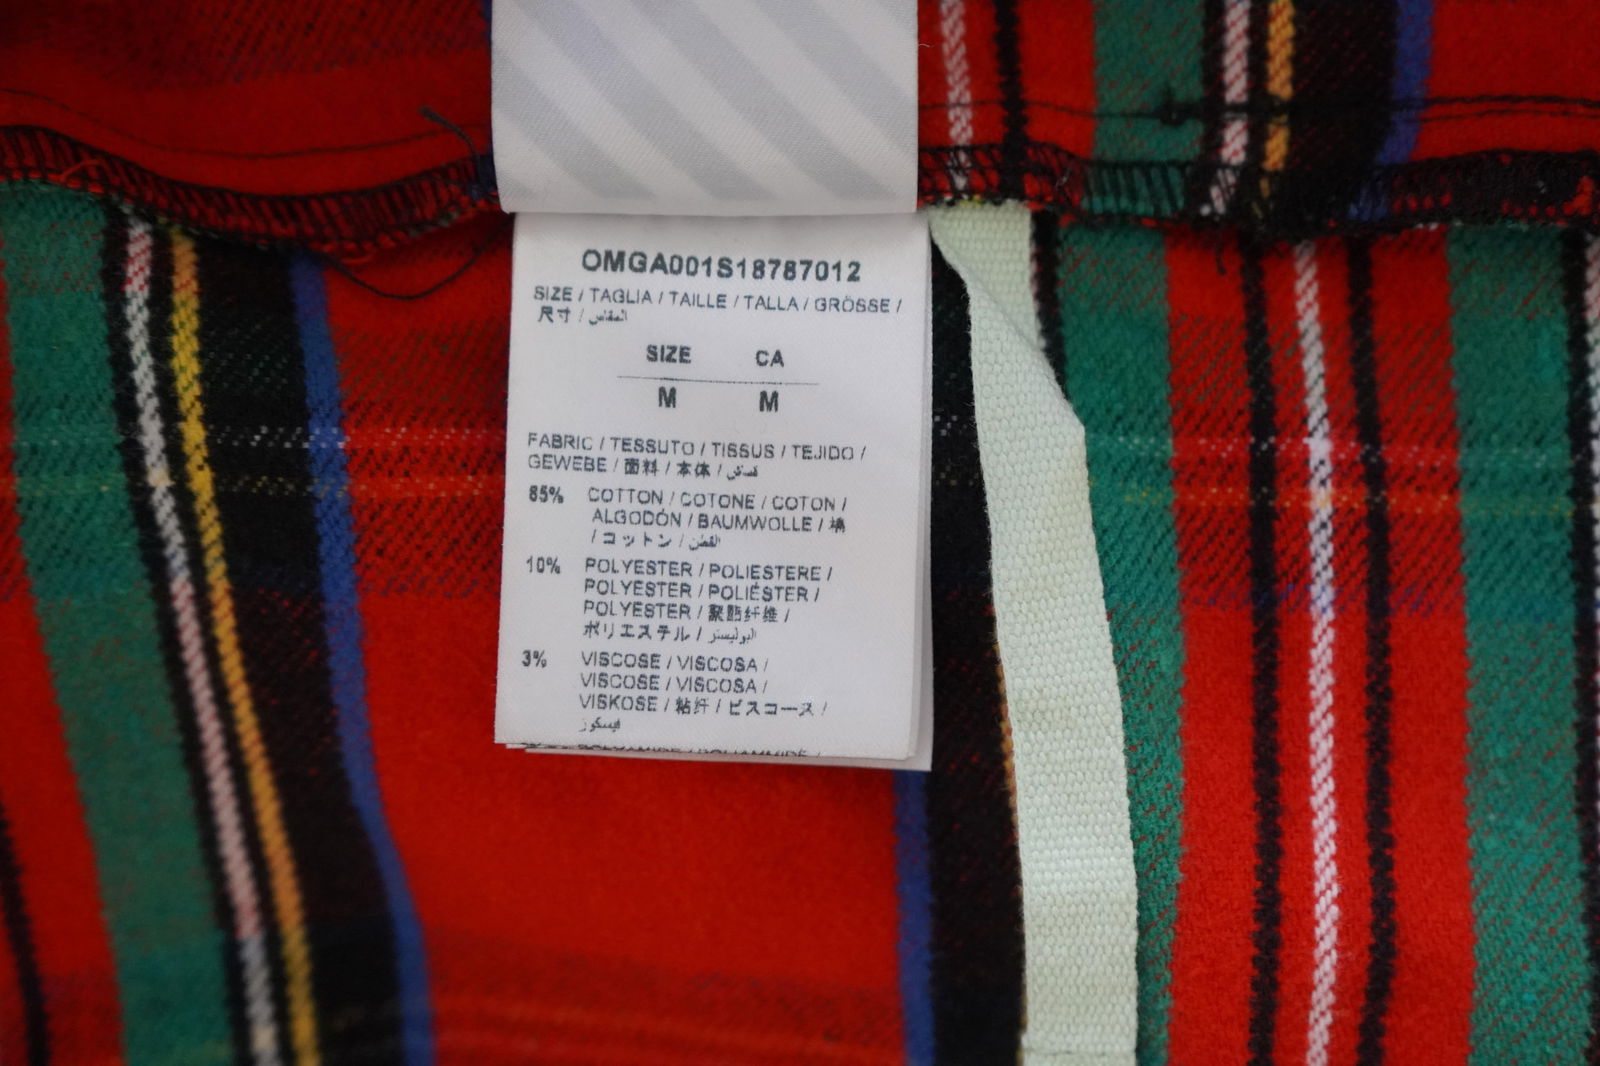 OMGA001S18787012
SIZE / TAGLIA / TAILLE / TALLA / GRÖSSE /
尺寸 / المقاس
SIZE CA
M M
FABRIC / TESSUTO / TISSUS / TEJIDO /
GEWEBE / 面料 / 本体 / قماش
85% COTTON / COTONE / COTON /
ALGODÓN / BAUMWOLLE / 棉
/ コットン / القطن
10% POLYESTER / POLIESTERE /
POLYESTER / POLIÉSTER /
POLYESTER / 聚酯纤维 /
ポリエステル / البوليستر
3% VISCOSE / VISCOSA /
VISCOSE / VISCOSA /
VISKOSE / 粘纤 / ビスコース /
فيسكوز
POLYAMIDE / POLIAMMIDE /